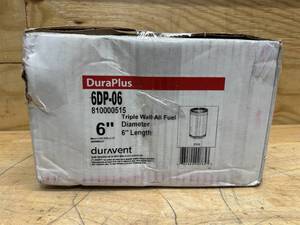 DuraPlus
6DP-06
810000515
6"
Triple Wall All Fuel
Diameter
6" Length
duravent